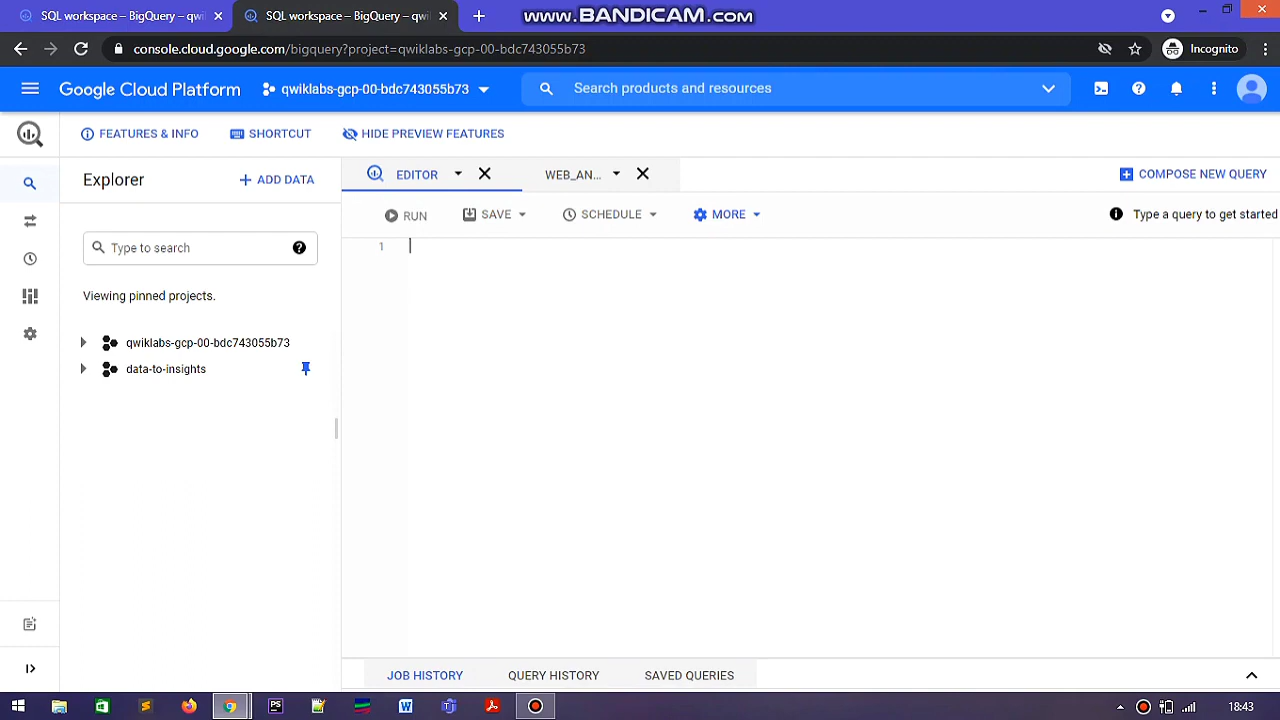 SQL workspace – BigQuery – qwi
SQL workspace – BigQuery – qwi
www.BANDICAM.com
console.cloud.google.com/bigquery?project=qwiklabs-gcp-00-bdc743055b73
Incognito
Google Cloud Platform
qwiklabs-gcp-00-bdc743055b73
Search products and resources
FEATURES & INFO
SHORTCUT
HIDE PREVIEW FEATURES
Explorer
ADD DATA
EDITOR
WEB_AN...
COMPOSE NEW QUERY
RUN
SAVE
SCHEDULE
MORE
Type a query to get started
Type to search
1
Viewing pinned projects.
qwiklabs-gcp-00-bdc743055b73
data-to-insights
JOB HISTORY
QUERY HISTORY
SAVED QUERIES
18:43